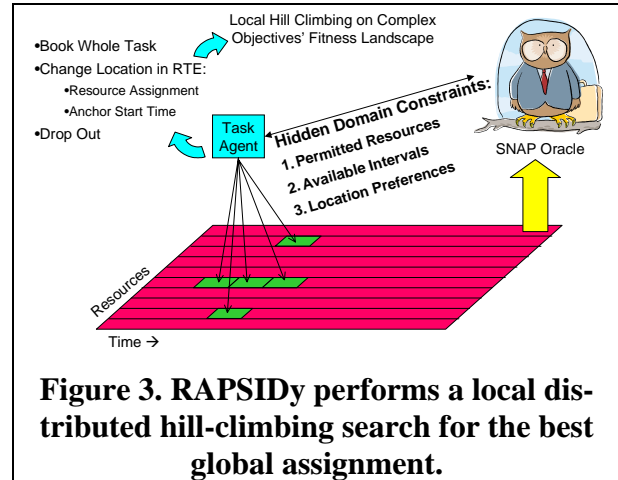 Local Hill Climbing on Complex
Objectives' Fitness Landscape
•Book Whole Task
•Change Location in RTE:
•Resource Assignment
•Anchor Start Time
•Drop Out
Task
Agent
Hidden Domain Constraints:
1. Permitted Resources
2. Available Intervals
3. Location Preferences
SNAP Oracle
Resources
Time →
Figure 3. RAPSIDy performs a local dis-
tributed hill-climbing search for the best
global assignment.